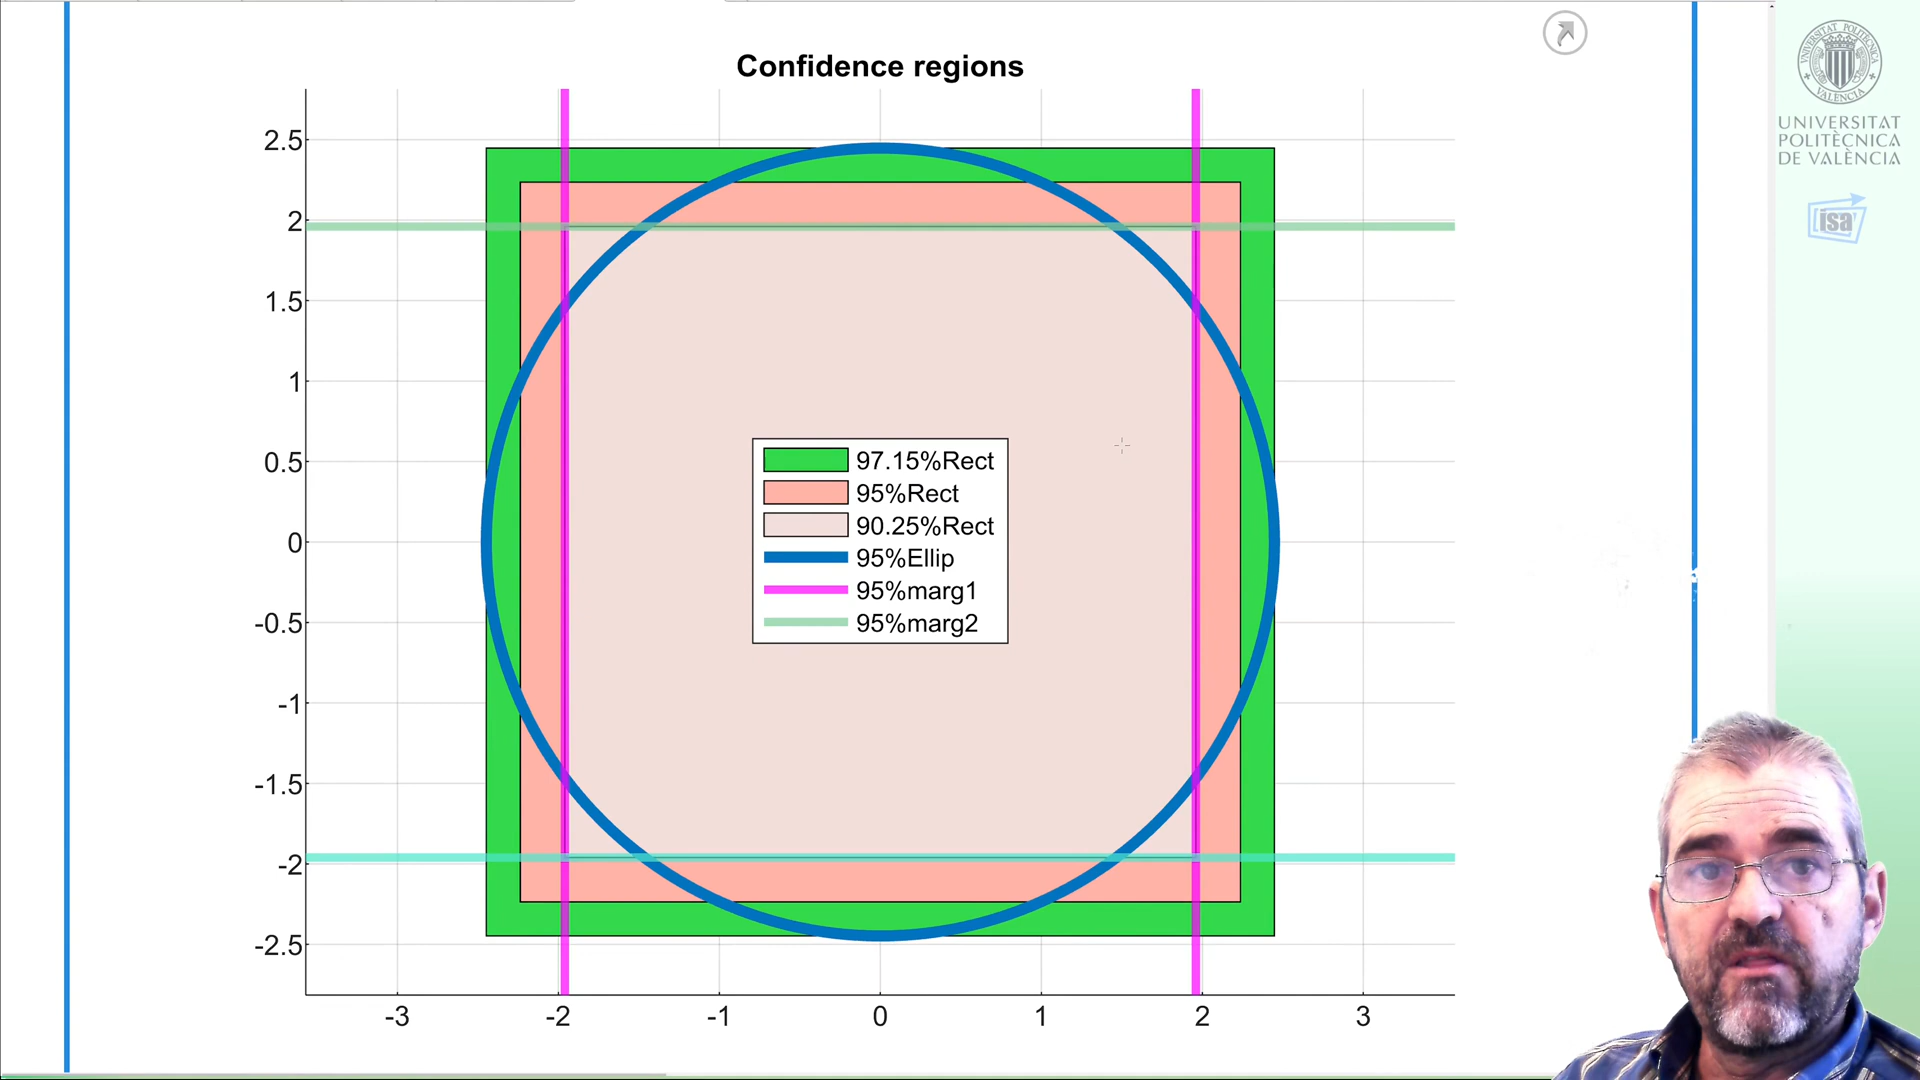 Confidence regions
2.5
2
1.5
1
0.5
0
-0.5
-1
-1.5
-2
-2.5
-3
-2
-1
0
1
2
3
97.15%Rect
95%Rect
90.25%Rect
95%Ellip
95%marg1
95%marg2
UNIVERSITAT
POLITÈCNICA
DE VALÈNCIA
isa